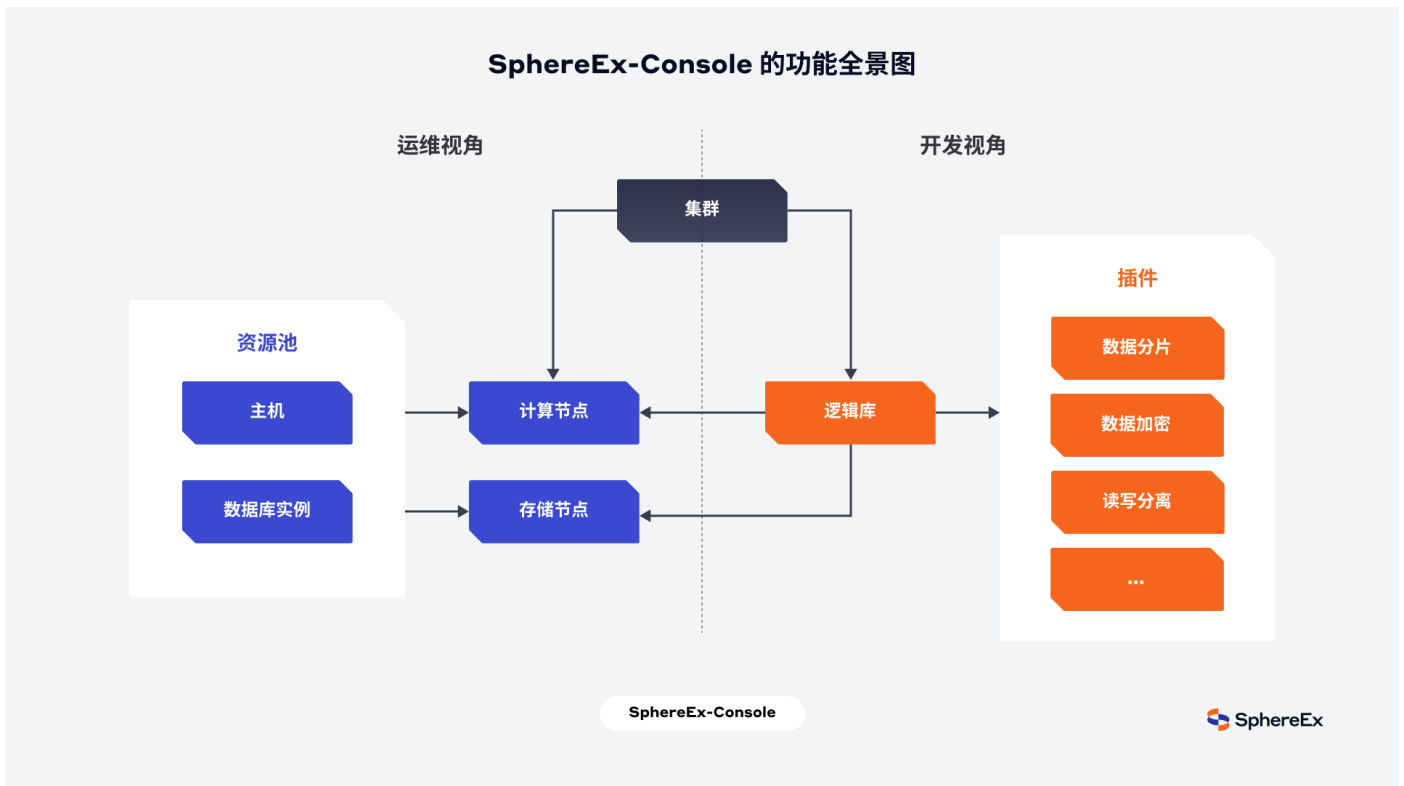 SphereEx-Console 的功能全景图
运维视角
开发视角
集群
资源池
主机
数据库实例
计算节点
存储节点
逻辑库
插件
数据分片
数据加密
读写分离
...
SphereEx-Console
SphereEx